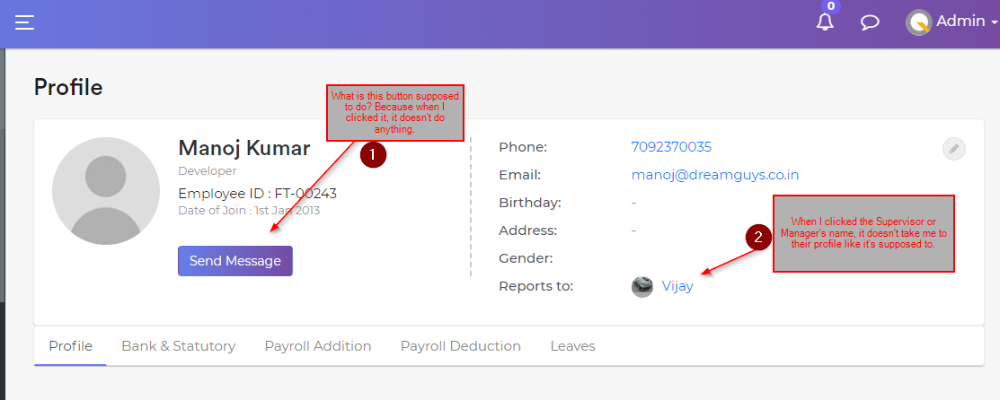 0
Admin
Profile
What is this button supposed
to do? Because when I
clicked it, it doesn't do
anything.
1
Manoj Kumar
Developer
Employee ID : FT-00243
Date of Join : 1st Jan 2013
Send Message
Phone: 7092370035
Email: manoj@dreamguys.co.in
Birthday: -
Address: -
Gender:
Reports to: Vijay
2
When I clicked the Supervisor or
Manager's name, it doesn't take me to
their profile like it's supposed to.
Profile Bank & Statutory Payroll Addition Payroll Deduction Leaves